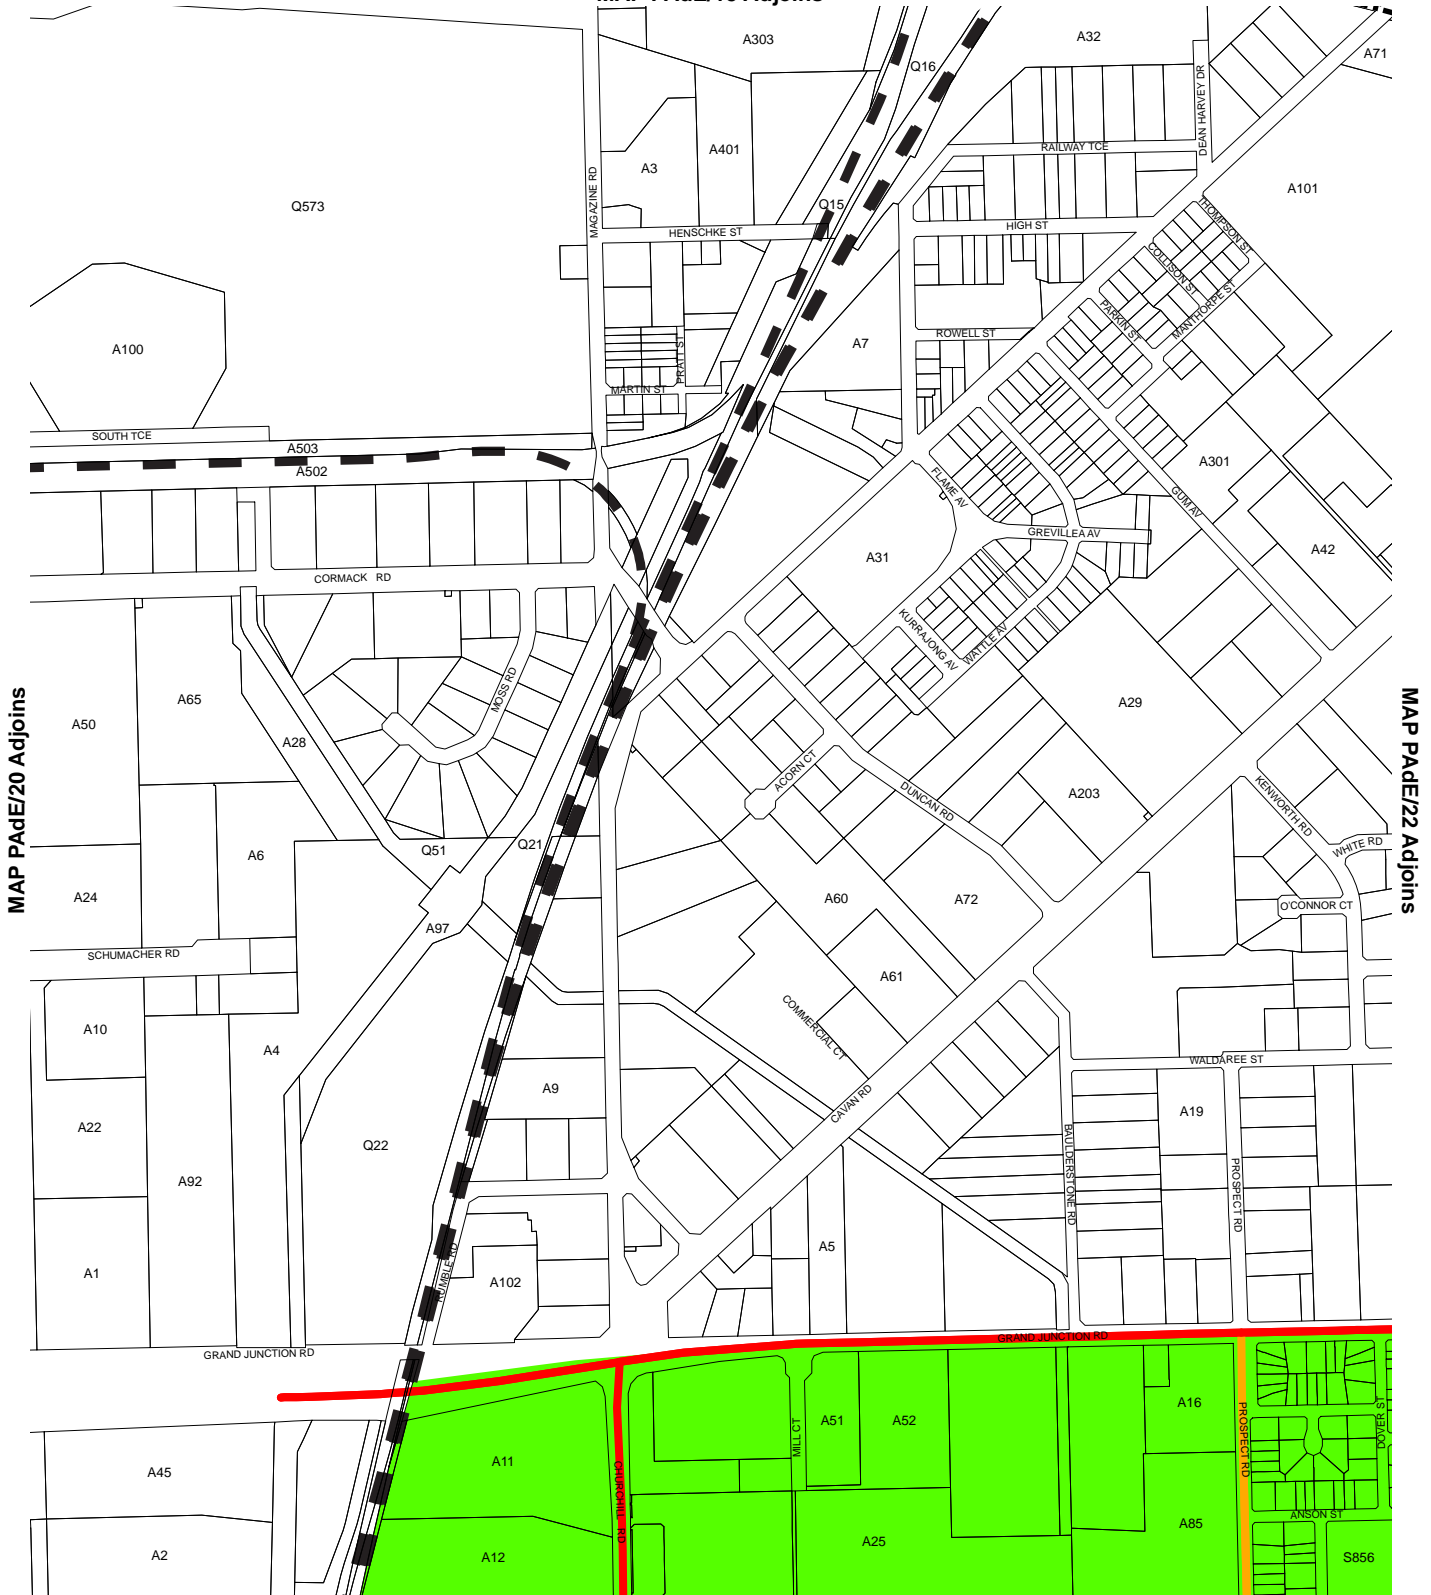 A303
A32
A71
Q16
DEAN HARVEY DR
RAILWAY TCE
A401
A3
MAGAZINE RD
A101
Q573
Q15
HENSCHKE ST
HIGH ST
THOMPSON ST
COLLISON ST
MANTHORPE ST
PARKIN ST
ROWELL ST
A7
A100
PRATT ST
MARTIN ST
SOUTH TCE
A503
A502
A301
FLAME AV
GUM AV
GREVILLEA AV
A42
A31
CORMACK RD
KURRAJONG AV
WATTLE AV
MOSS RD
A65
A50
A28
A29
MAP PAdE/20 Adjoins
MAP PAdE/22 Adjoins
ACORN CT
DUNCAN RD
A203
KENWORTH RD
WHITE RD
Q51
Q21
A6
A24
A60
A72
O'CONNOR CT
A97
SCHUMACHER RD
A61
COMMERCIAL CT
A10
A4
WALDAREE ST
A9
CAVAN RD
A19
A22
Q22
BAULDERSTONE RD
PROSPECT RD
A92
A5
A1
RUMBLE RD
A102
GRAND JUNCTION RD
GRAND JUNCTION RD
A16
A51
A52
MILL CT
PROSPECT RD
DOVER ST
A11
A45
CHURCHILL RD
ANSON ST
A85
A25
A2
A12
S856